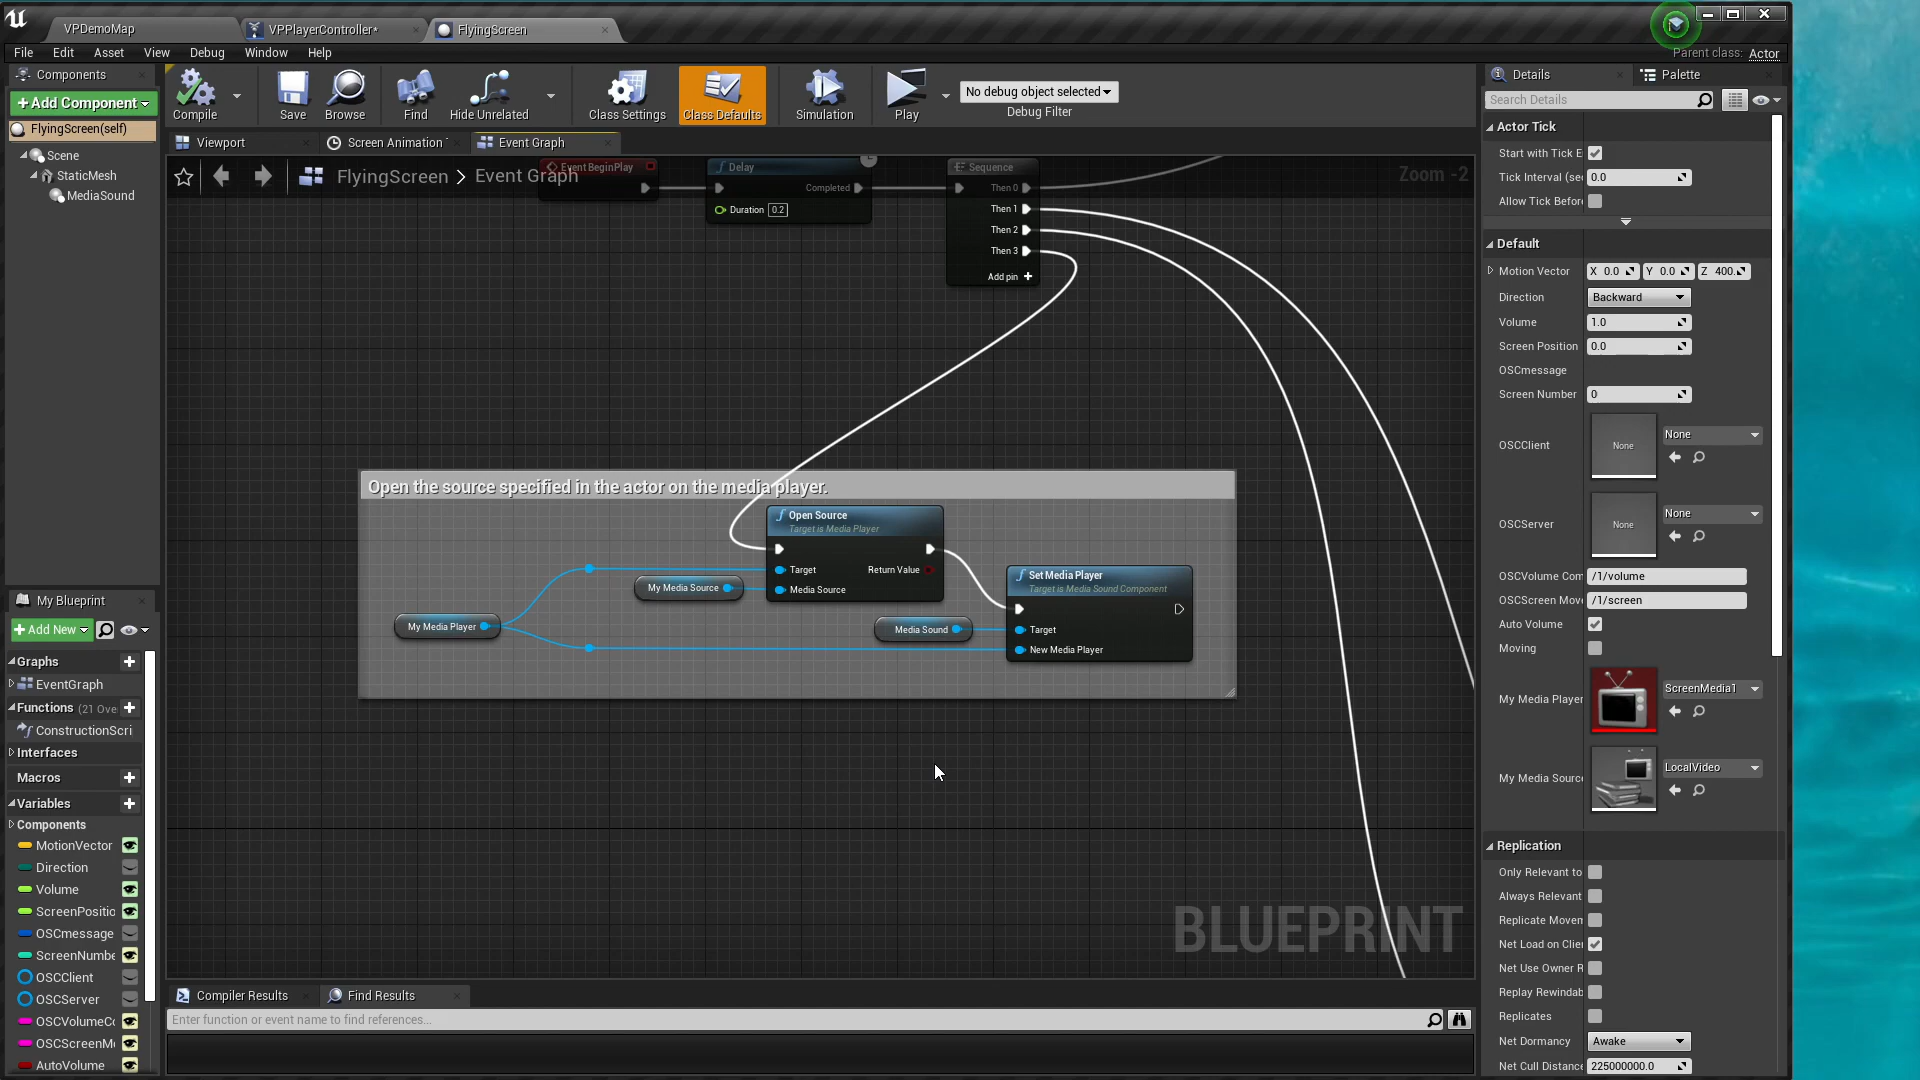 VPDemoMap
VPPlayerController*
FlyingScreen
File Edit Asset View Debug Window Help
Parent class: Actor
Components
+Add Component
FlyingScreen(self)
Scene
StaticMesh
MediaSound
Compile
Save
Browse
Find
Hide Unrelated
Class Settings
Class Defaults
Simulation
Play
No debug object selected
Debug Filter
Viewport
Screen Animation
Event Graph
FlyingScreen > Event Graph
Zoom -2
Event BeginPlay
Delay
Completed
Duration 0.2
Sequence
Then 0
Then 1
Then 2
Then 3
Add pin +
Open the source specified in the actor on the media player.
Open Source
Target is Media Player
Target
Return Value
Media Source
My Media Source
My Media Player
Media Sound
Set Media Player
Target is Media Sound Component
Target
New Media Player
BLUEPRINT
My Blueprint
+Add New
Graphs
EventGraph
Functions (21 Ove
ConstructionScri
Interfaces
Macros
Variables
Components
MotionVector
Direction
Volume
ScreenPositio
OSCmessage
ScreenNumbe
OSCClient
OSCServer
OSCVolumeCo
OSCScreenMo
AutoVolume
Compiler Results
Find Results
Enter function or event name to find references...
Details
Palette
Search Details
Actor Tick
Start with Tick E
Tick Interval (sec 0.0
Allow Tick Before
Default
Motion Vector X 0.0 Y 0.0 Z 400.
Direction Backward
Volume 1.0
Screen Position 0.0
OSCmessage
Screen Number 0
OSCClient None None
OSCServer None None
OSCVolume Com /1/volume
OSCScreen Move /1/screen
Auto Volume
Moving
My Media Player ScreenMedia1
My Media Source LocalVideo
Replication
Only Relevant to
Always Relevant
Replicate Movem
Net Load on Clien
Net Use Owner R
Replay Rewindab
Replicates
Net Dormancy Awake
Net Cull Distance 225000000.0